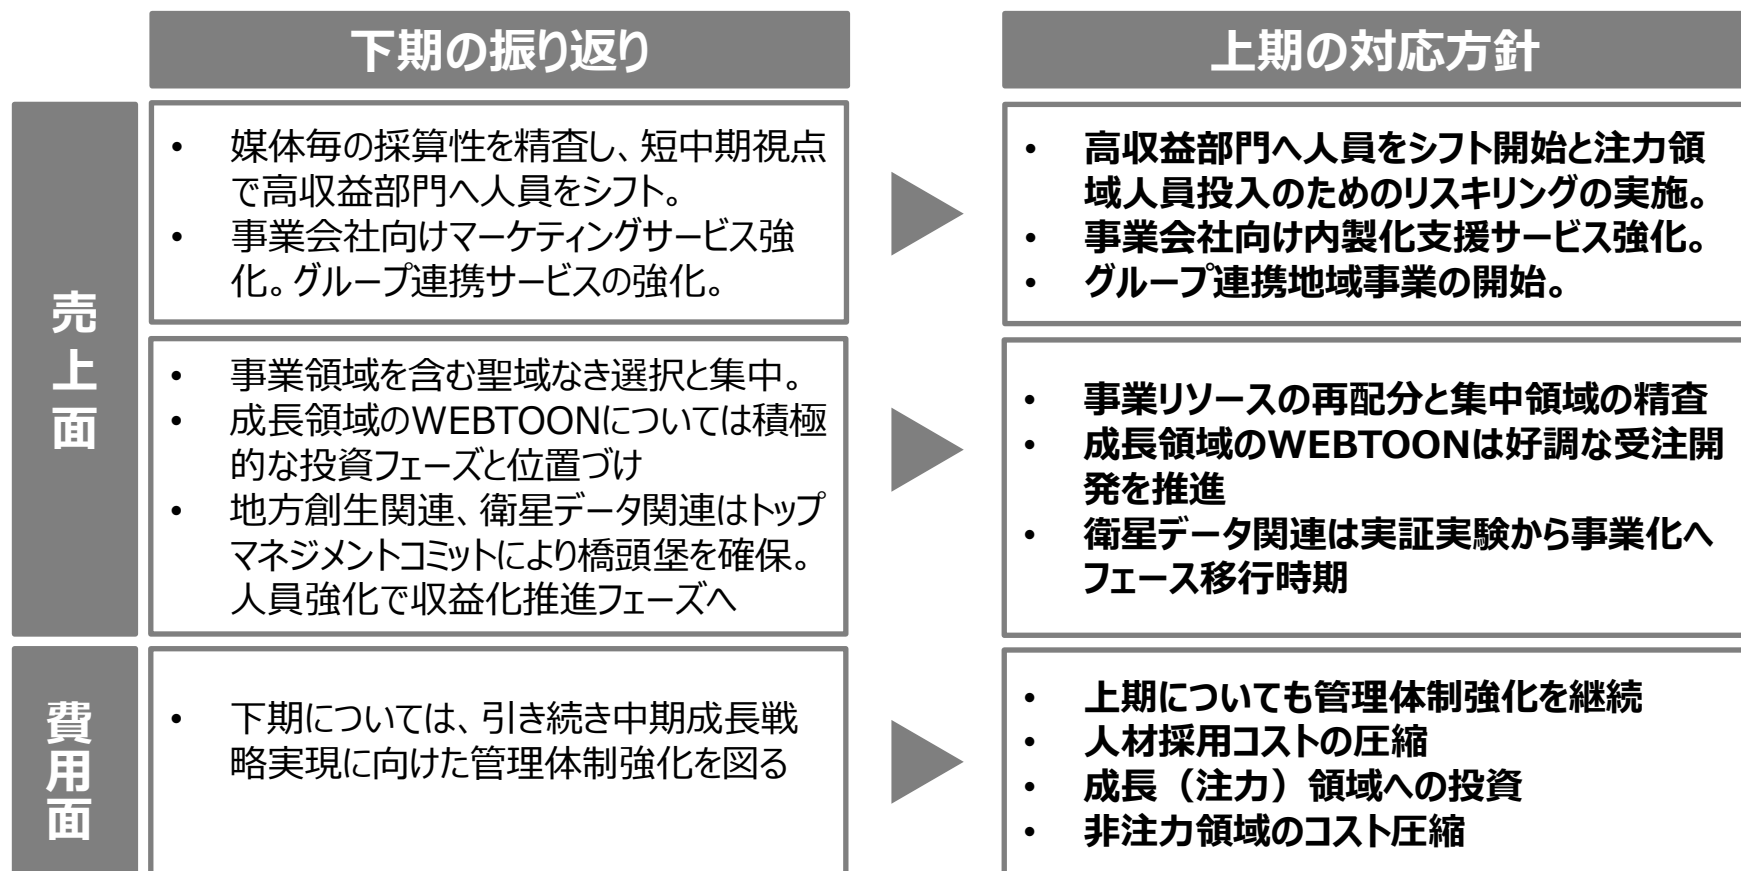 下期の振り返り
上期の対応方針
売上面
• 媒体毎の採算性を精査し、短中期視点
で高収益部門へ人員をシフト。
• 事業会社向けマーケティングサービス強
化。グループ連携サービスの強化。
• 高収益部門へ人員をシフト開始と注力領
域人員投入のためのリスキリングの実施。
• 事業会社向け内製化支援サービス強化。
• グループ連携地域事業の開始。
• 事業領域を含む聖域なき選択と集中。
• 成長領域のWEBTOONについては積極
的な投資フェーズと位置づけ
• 地方創生関連、衛星データ関連はトップ
マネジメントコミットにより橋頭堡を確保。
人員強化で収益化推進フェーズへ
• 事業リソースの再配分と集中領域の精査
• 成長領域のWEBTOONは好調な受注開
発を推進
• 衛星データ関連は実証実験から事業化へ
フェース移行時期
費用面
• 下期については、引き続き中期成長戦
略実現に向けた管理体制強化を図る
• 上期についても管理体制強化を継続
• 人材採用コストの圧縮
• 成長（注力）領域への投資
• 非注力領域のコスト圧縮